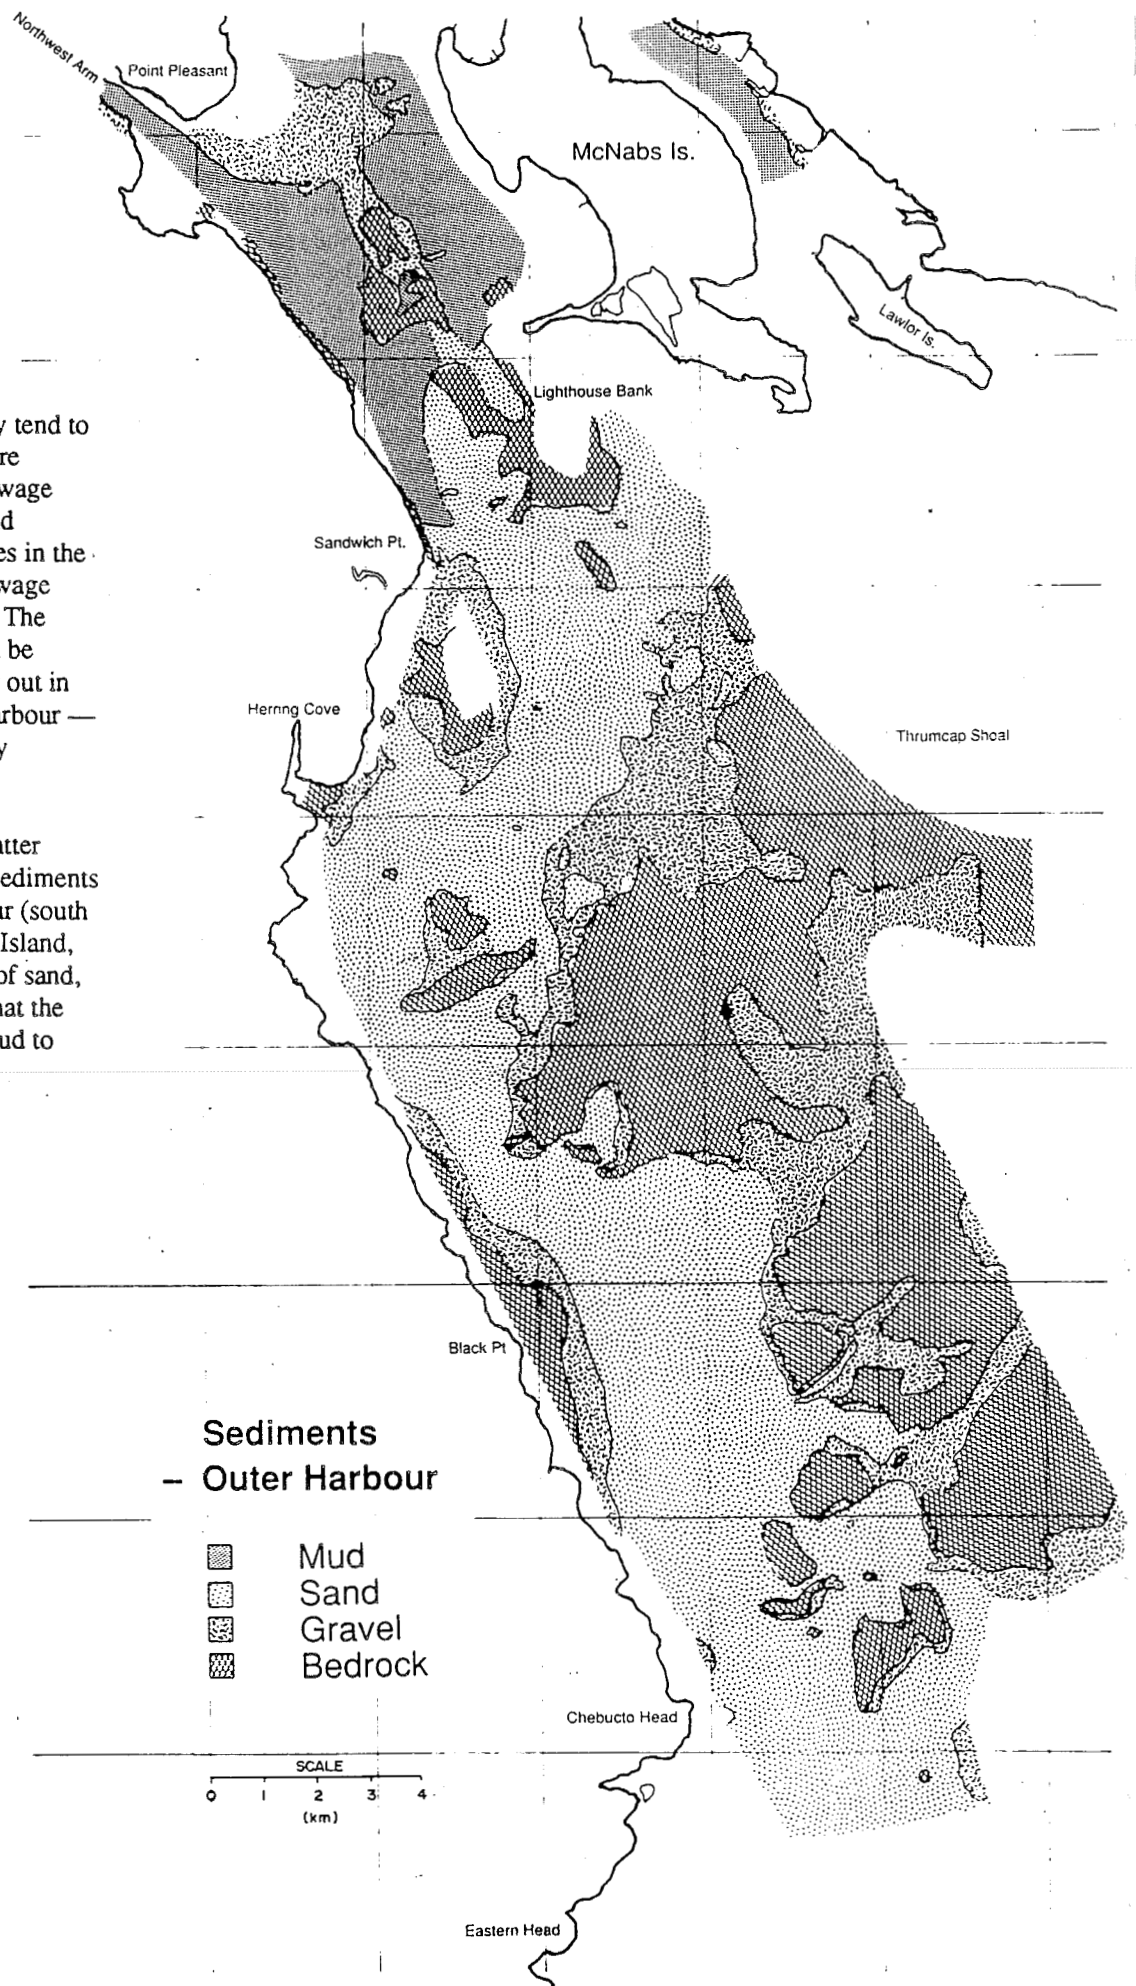 Northwest Arm
Point Pleasant
McNabs Is.
Lawlor Is.
Lighthouse Bank
y tend to
re
wage
d
es in the
wage
The
be
out in
rbour —
y
Sandwich Pt.
Herring Cove
Thrumcap Shoal
tter
ediments
r (south
Island,
of sand,
at the
ud to
Black Pt
Sediments
– Outer Harbour
Mud
Sand
Gravel
Bedrock
Chebucto Head
SCALE
0 1 2 3 4
(km)
Eastern Head